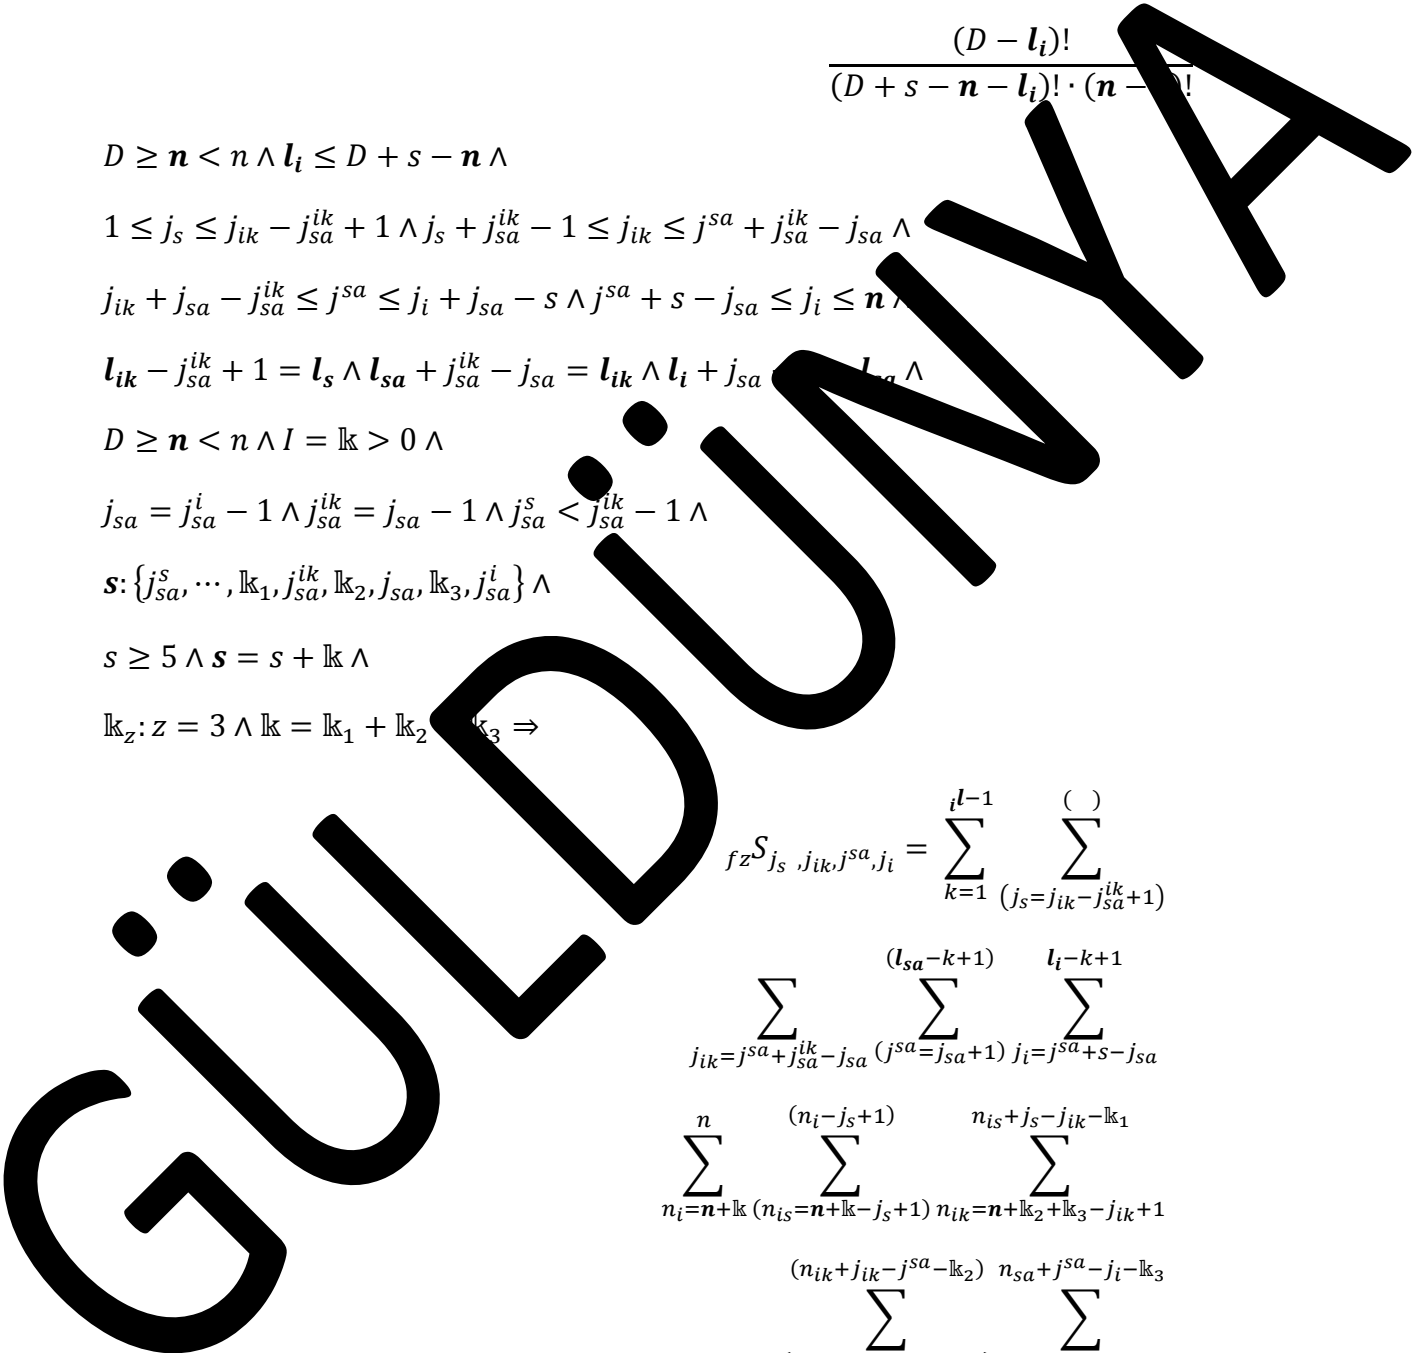 (D − l_i)!
(D + s − n − l_i)! · (n − )!
D ≥ n < n ∧ l_i ≤ D + s − n ∧
1 ≤ j_s ≤ j_ik − j_sa^ik + 1 ∧ j_s + j_sa^ik − 1 ≤ j_ik ≤ j^sa + j_sa^ik − j_sa ∧
j_ik + j_sa − j_sa^ik ≤ j^sa ≤ j_i + j_sa − s ∧ j^sa + s − j_sa ≤ j_i ≤ n ∧
l_ik − j_sa^ik + 1 = l_s ∧ l_sa + j_sa^ik − j_sa = l_ik ∧ l_i + j_sa l_sa ∧
D ≥ n < n ∧ I = 𝕜 > 0 ∧
j_sa = j_sa^i − 1 ∧ j_sa^ik = j_sa − 1 ∧ j_sa^s < j_sa^ik − 1 ∧
s: {j_sa^s, ⋯ , 𝕜_1, j_sa^ik, 𝕜_2, j_sa, 𝕜_3, j_sa^i} ∧
s ≥ 5 ∧ s = s + 𝕜 ∧
𝕜_z: z = 3 ∧ 𝕜 = 𝕜_1 + 𝕜_2 𝕜_3 ⇒
_fz S_{j_s ,j_ik,j^sa,j_i} = ∑_{k=1}^{_i l−1} ∑_{(j_s=j_ik−j_sa^ik+1)}^{( )}
∑_{j_ik=j^sa+j_sa^ik−j_sa} ∑_{(j^sa=j_sa+1)}^{(l_sa−k+1)} ∑_{j_i=j^sa+s−j_sa}^{l_i−k+1}
∑_{n_i=n+𝕜}^{n} ∑_{(n_is=n+𝕜−j_s+1)}^{(n_i−j_s+1)} ∑_{n_ik=n+𝕜_2+𝕜_3−j_ik+1}^{n_is+j_s−j_ik−𝕜_1}
∑^{(n_ik+j_ik−j^sa−𝕜_2)} ∑^{n_sa+j^sa−j_i−𝕜_3}
GÜLDÜNYA